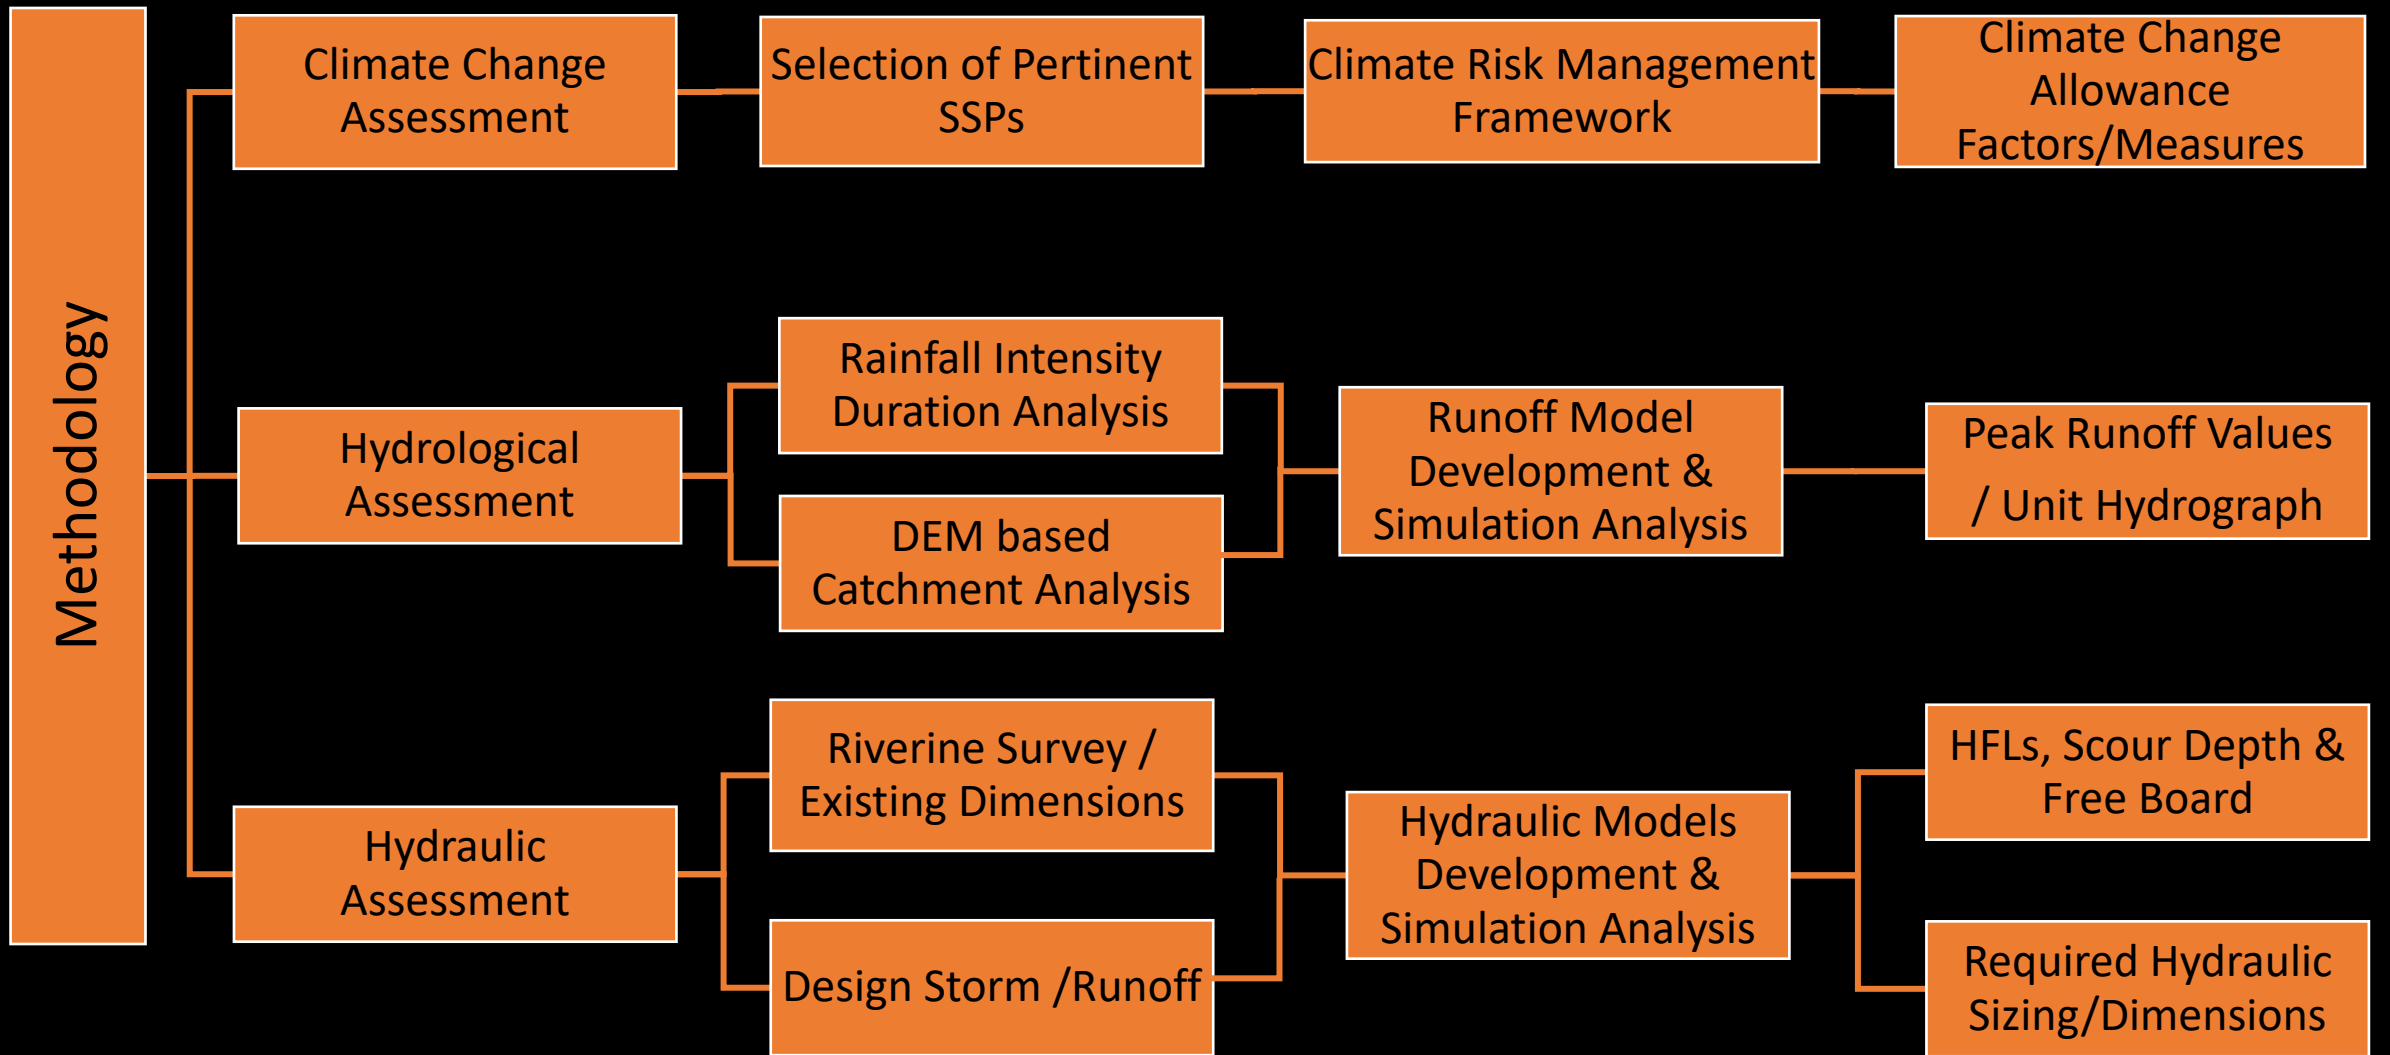 Methodology
Climate Change
Assessment
Selection of Pertinent
SSPs
Climate Risk Management
Framework
Climate Change
Allowance
Factors/Measures
Hydrological
Assessment
Rainfall Intensity
Duration Analysis
DEM based
Catchment Analysis
Runoff Model
Development &
Simulation Analysis
Peak Runoff Values
/ Unit Hydrograph
Hydraulic
Assessment
Riverine Survey /
Existing Dimensions
Design Storm /Runoff
Hydraulic Models
Development &
Simulation Analysis
HFLs, Scour Depth &
Free Board
Required Hydraulic
Sizing/Dimensions